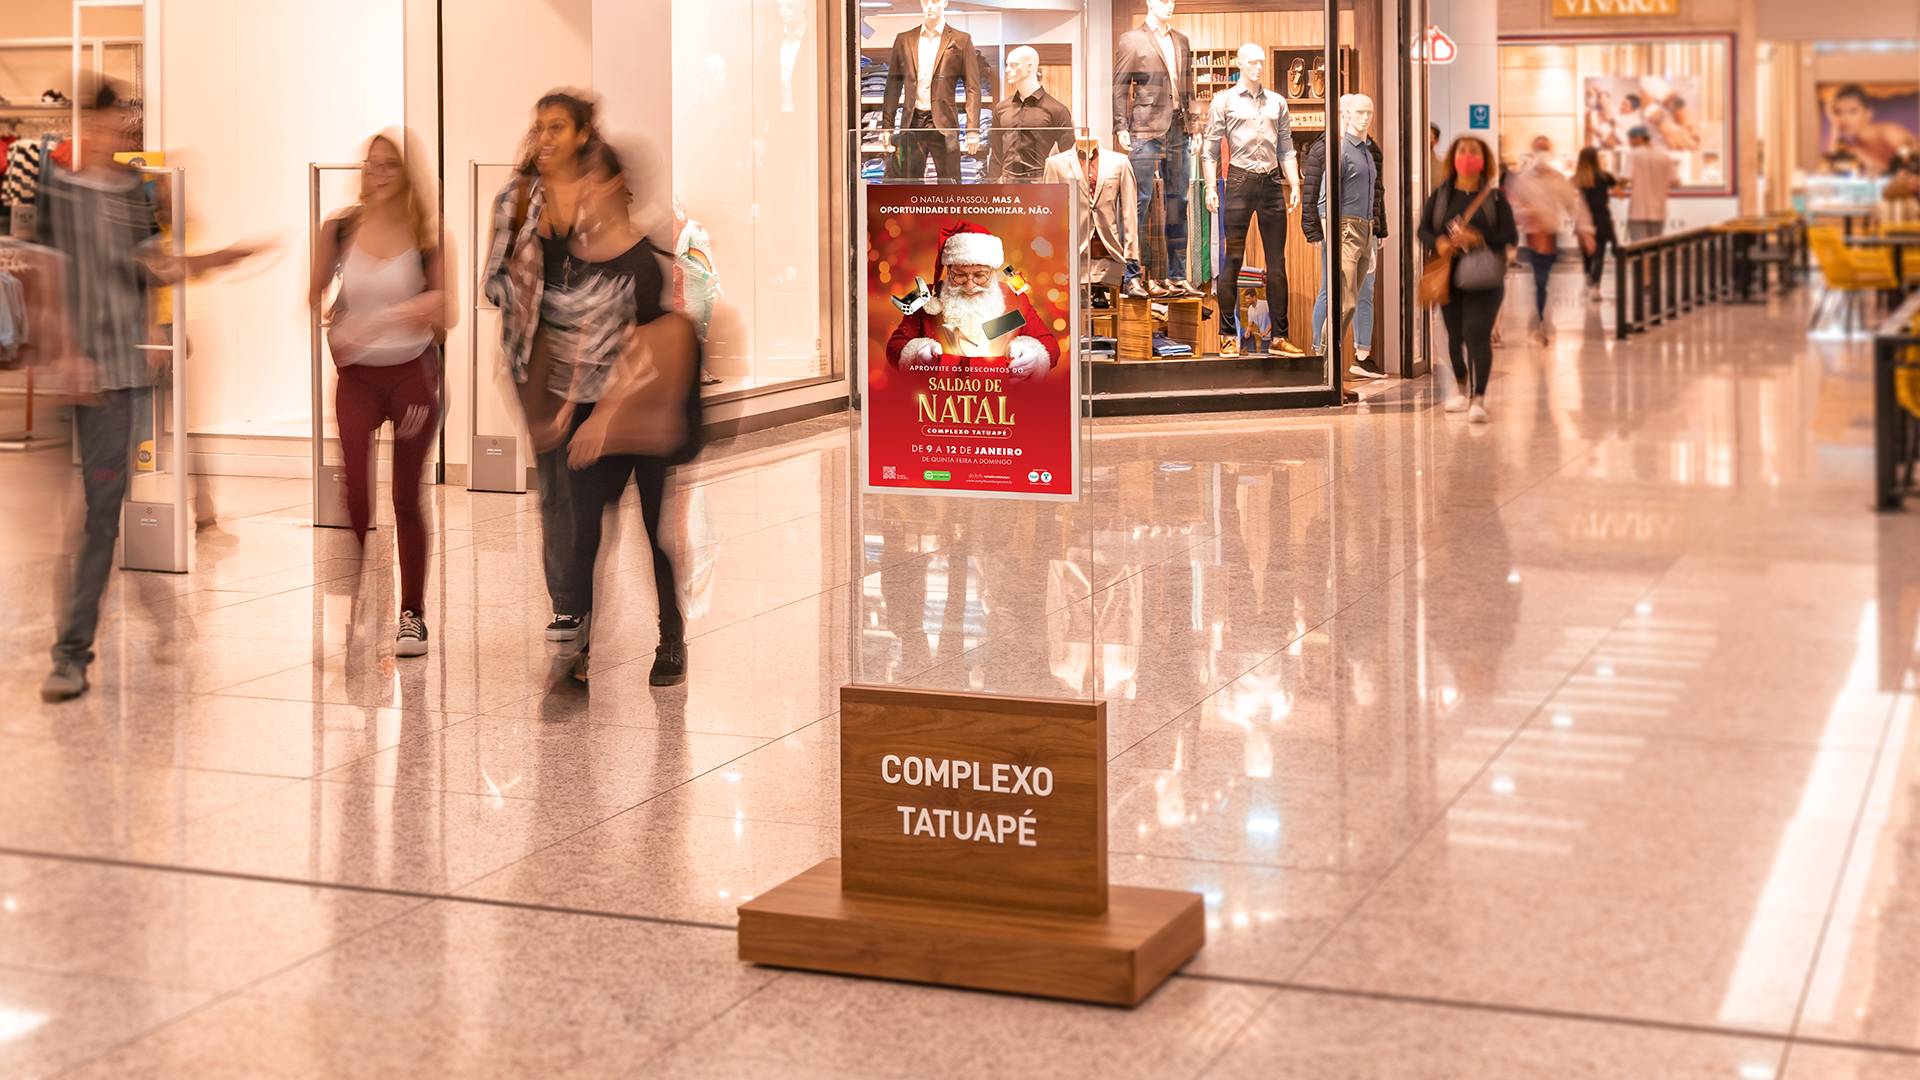 VIVARA
O NATAL JÁ PASSOU, MAS A
OPORTUNIDADE DE ECONOMIZAR, NÃO.
APROVEITE OS DESCONTOS DO
SALDÃO DE
NATAL
COMPLEXO TATUAPÉ
DE 9 A 12 DE JANEIRO
DE QUINTA-FEIRA A DOMINGO
COMPLEXO
TATUAPÉ